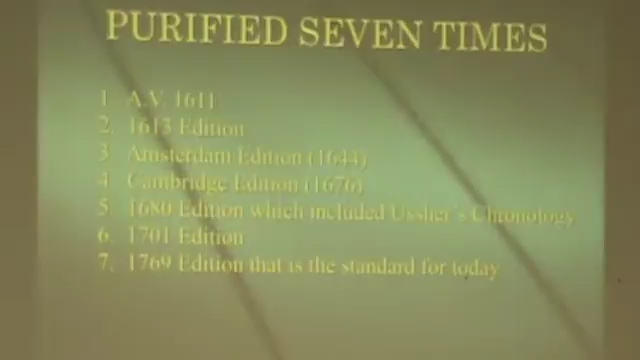 PURIFIED SEVEN TIMES
1. A.V. 1611
2. 1613 Edition
3. Amsterdam Edition (1644)
4. Cambridge Edition (1676)
5. 1680 Edition which included Ussher's Chronology
6. 1701 Edition
7. 1769 Edition that is the standard for today